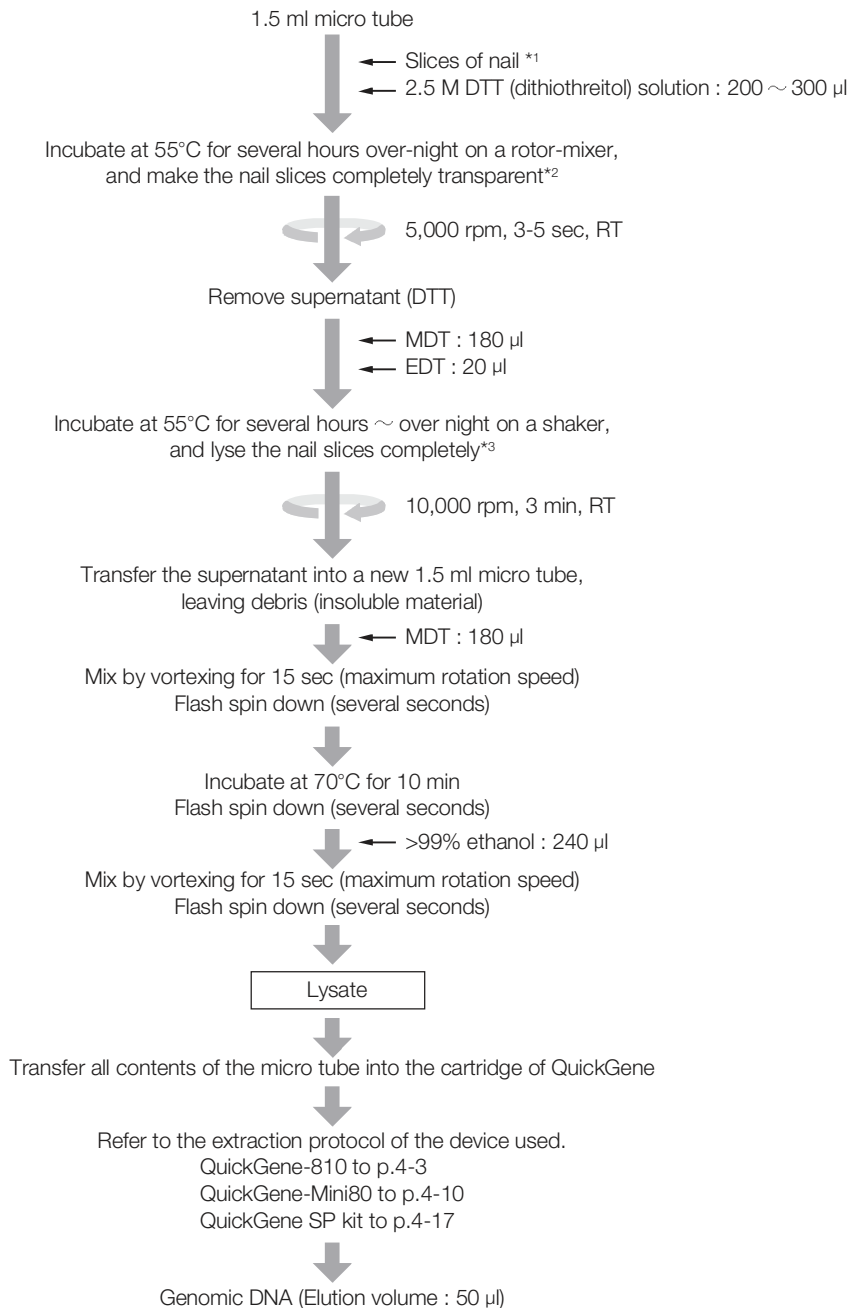 1.5 ml micro tube
Slices of nail *1
2.5 M DTT (dithiothreitol) solution : 200 ～ 300 µl
Incubate at 55°C for several hours over-night on a rotor-mixer,
and make the nail slices completely transparent*2
5,000 rpm, 3-5 sec, RT
Remove supernatant (DTT)
MDT : 180 µl
EDT : 20 µl
Incubate at 55°C for several hours ～ over night on a shaker,
and lyse the nail slices completely*3
10,000 rpm, 3 min, RT
Transfer the supernatant into a new 1.5 ml micro tube,
leaving debris (insoluble material)
MDT : 180 µl
Mix by vortexing for 15 sec (maximum rotation speed)
Flash spin down (several seconds)
Incubate at 70°C for 10 min
Flash spin down (several seconds)
>99% ethanol : 240 µl
Mix by vortexing for 15 sec (maximum rotation speed)
Flash spin down (several seconds)
Lysate
Transfer all contents of the micro tube into the cartridge of QuickGene
Refer to the extraction protocol of the device used.
QuickGene-810 to p.4-3
QuickGene-Mini80 to p.4-10
QuickGene SP kit to p.4-17
Genomic DNA (Elution volume : 50 µl)